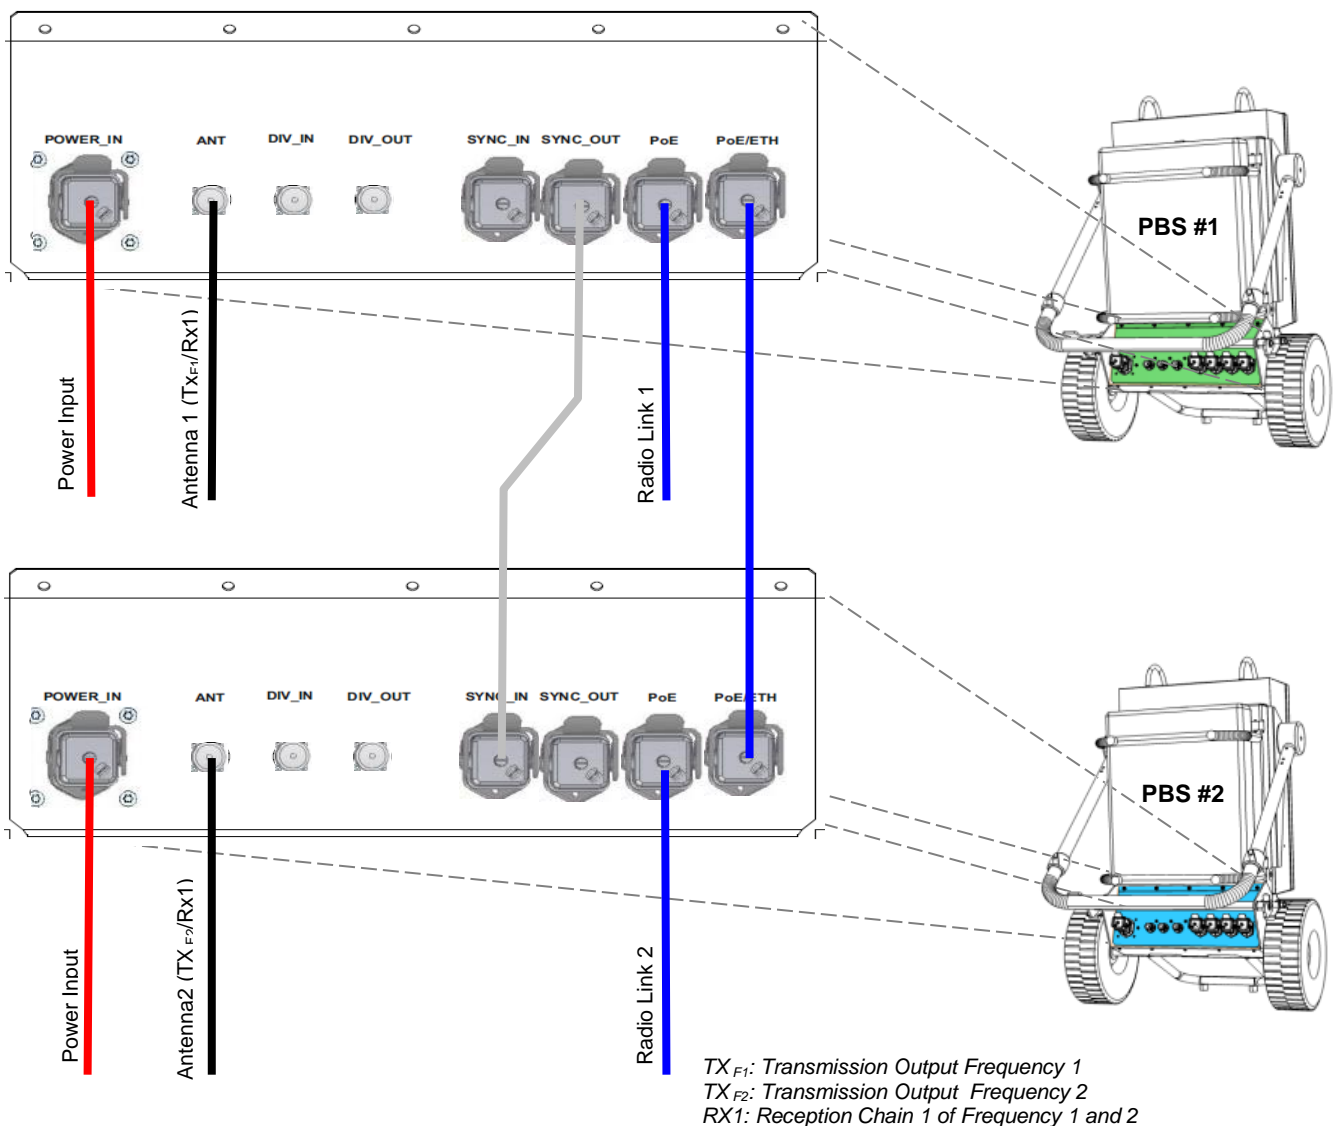 POWER_IN ANT DIV_IN DIV_OUT SYNC_IN SYNC_OUT PoE PoE/ETH
PBS #1
Power Input
Antenna 1 (TxF1/Rx1)
Radio Link 1
POWER_IN ANT DIV_IN DIV_OUT SYNC_IN SYNC_OUT PoE PoE/ETH
PBS #2
Power Input
Antenna2 (TX F2/Rx1)
Radio Link 2
TX F1: Transmission Output Frequency 1
TX F2: Transmission Output Frequency 2
RX1: Reception Chain 1 of Frequency 1 and 2